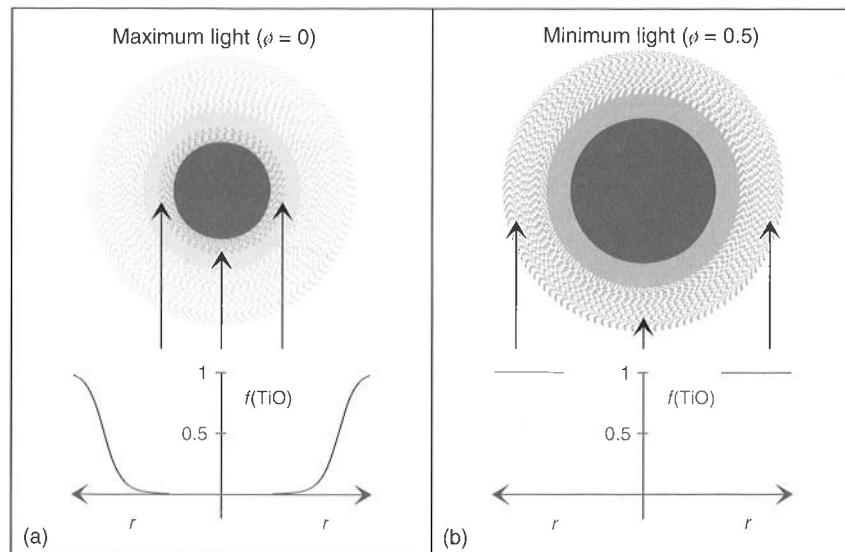 Maximum light (ø = 0)
1
f(TiO)
0.5
r
r
(a)
Minimum light (ø = 0.5)
1
f(TiO)
0.5
r
r
(b)